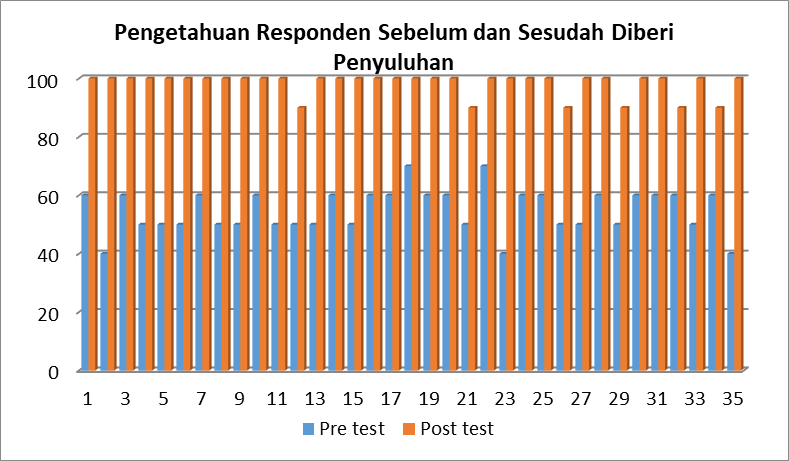 Pengetahuan Responden Sebelum dan Sesudah Diberi
Penyuluhan
100
80
60
40
20
0
1 3 5 7 9 11 13 15 17 19 21 23 25 27 29 31 33 35
Pre test Post test